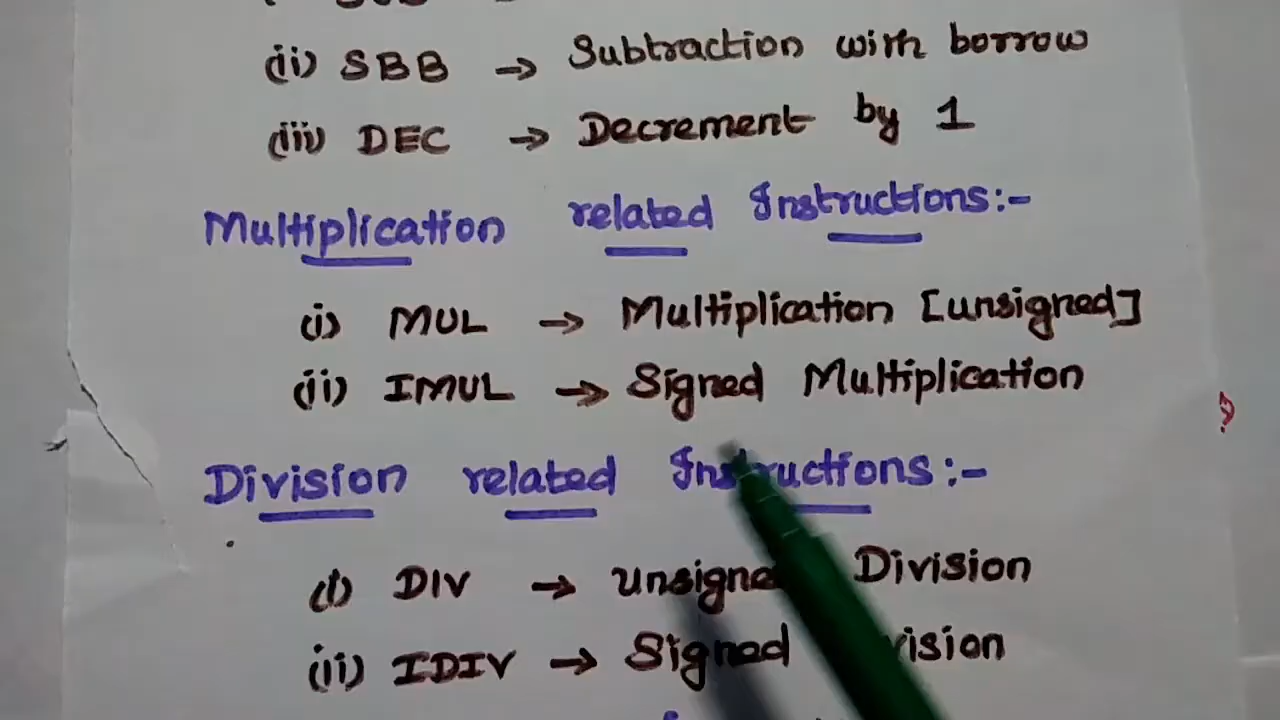 (ii) SBB → Subtraction with borrow
(iii) DEC → Decrement by 1
Multiplication related Instructions:-
(i) MUL → Multiplication [unsigned]
(ii) IMUL → Signed Multiplication
Division related Instructions:-
(i) DIV → unsigned Division
(ii) IDIV → Signed Division